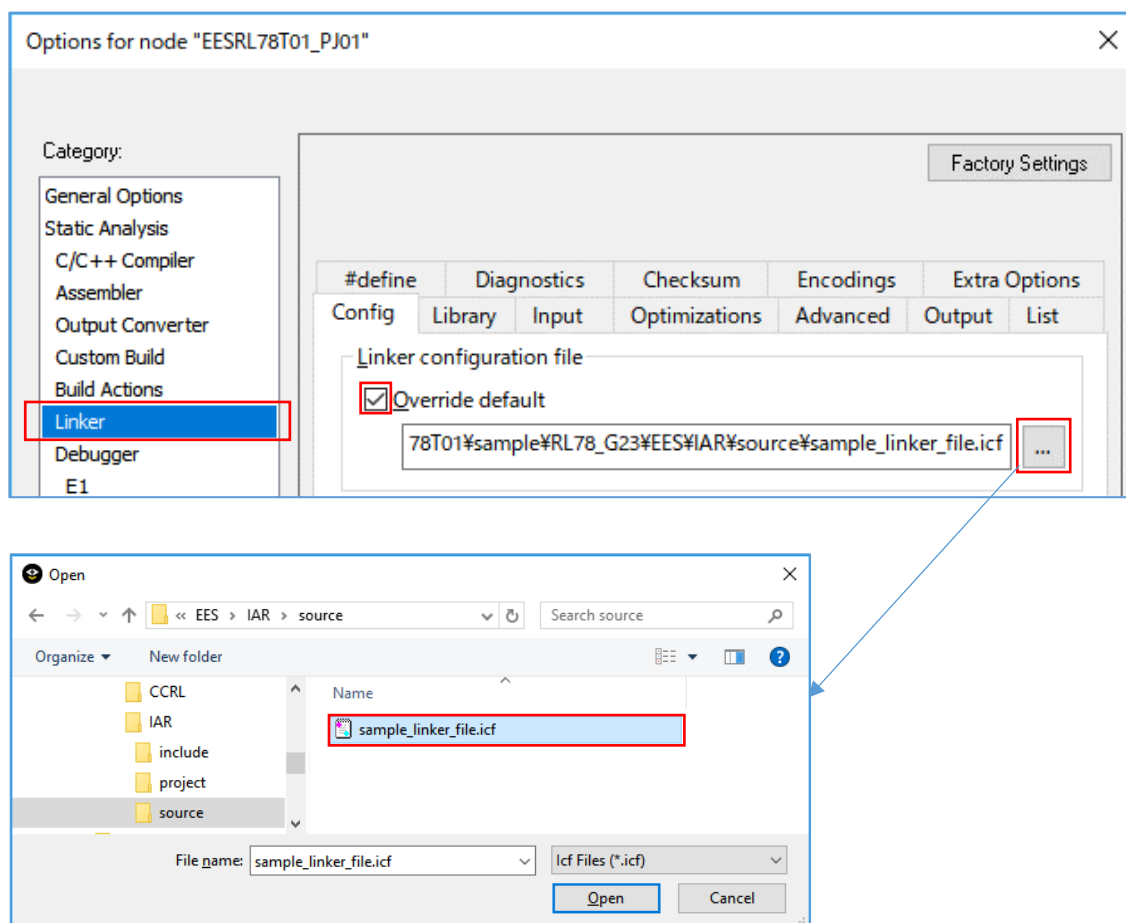 Options for node "EESRL78T01_PJ01"
Category:
Factory Settings
General Options
Static Analysis
C/C++ Compiler
Assembler
Output Converter
Custom Build
Build Actions
Linker
Debugger
E1
#define Diagnostics Checksum Encodings Extra Options
Config Library Input Optimizations Advanced Output List
Linker configuration file
Override default
78T01¥sample¥RL78_G23¥EES¥IAR¥source¥sample_linker_file.icf ...
Open
« EES > IAR > source Search source
Organize New folder
CCRL
IAR
include
project
source
Name
sample_linker_file.icf
File name: sample_linker_file.icf Icf Files (*.icf)
Open Cancel